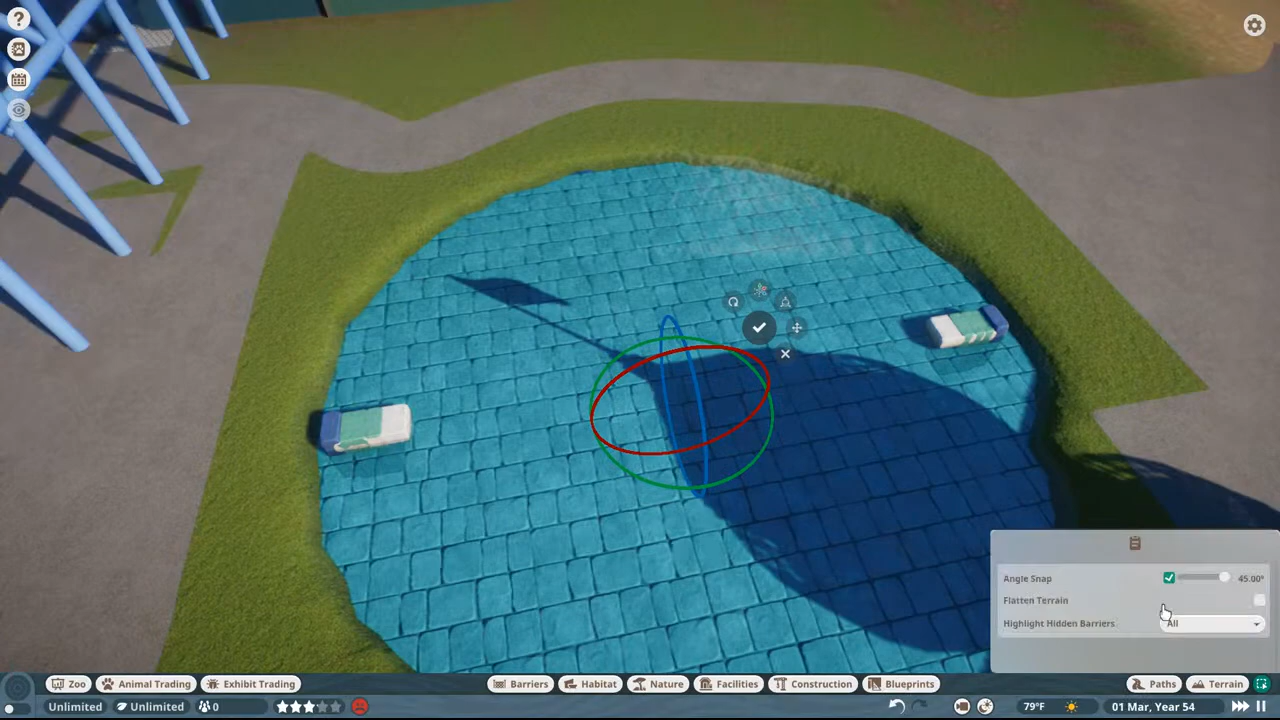 ?
Angle Snap 45.00°
Flatten Terrain
Highlight Hidden Barriers All
Zoo Animal Trading Exhibit Trading Barriers Habitat Nature Facilities Construction Blueprints Paths Terrain
Unlimited Unlimited 0 79°F 01 Mar, Year 54